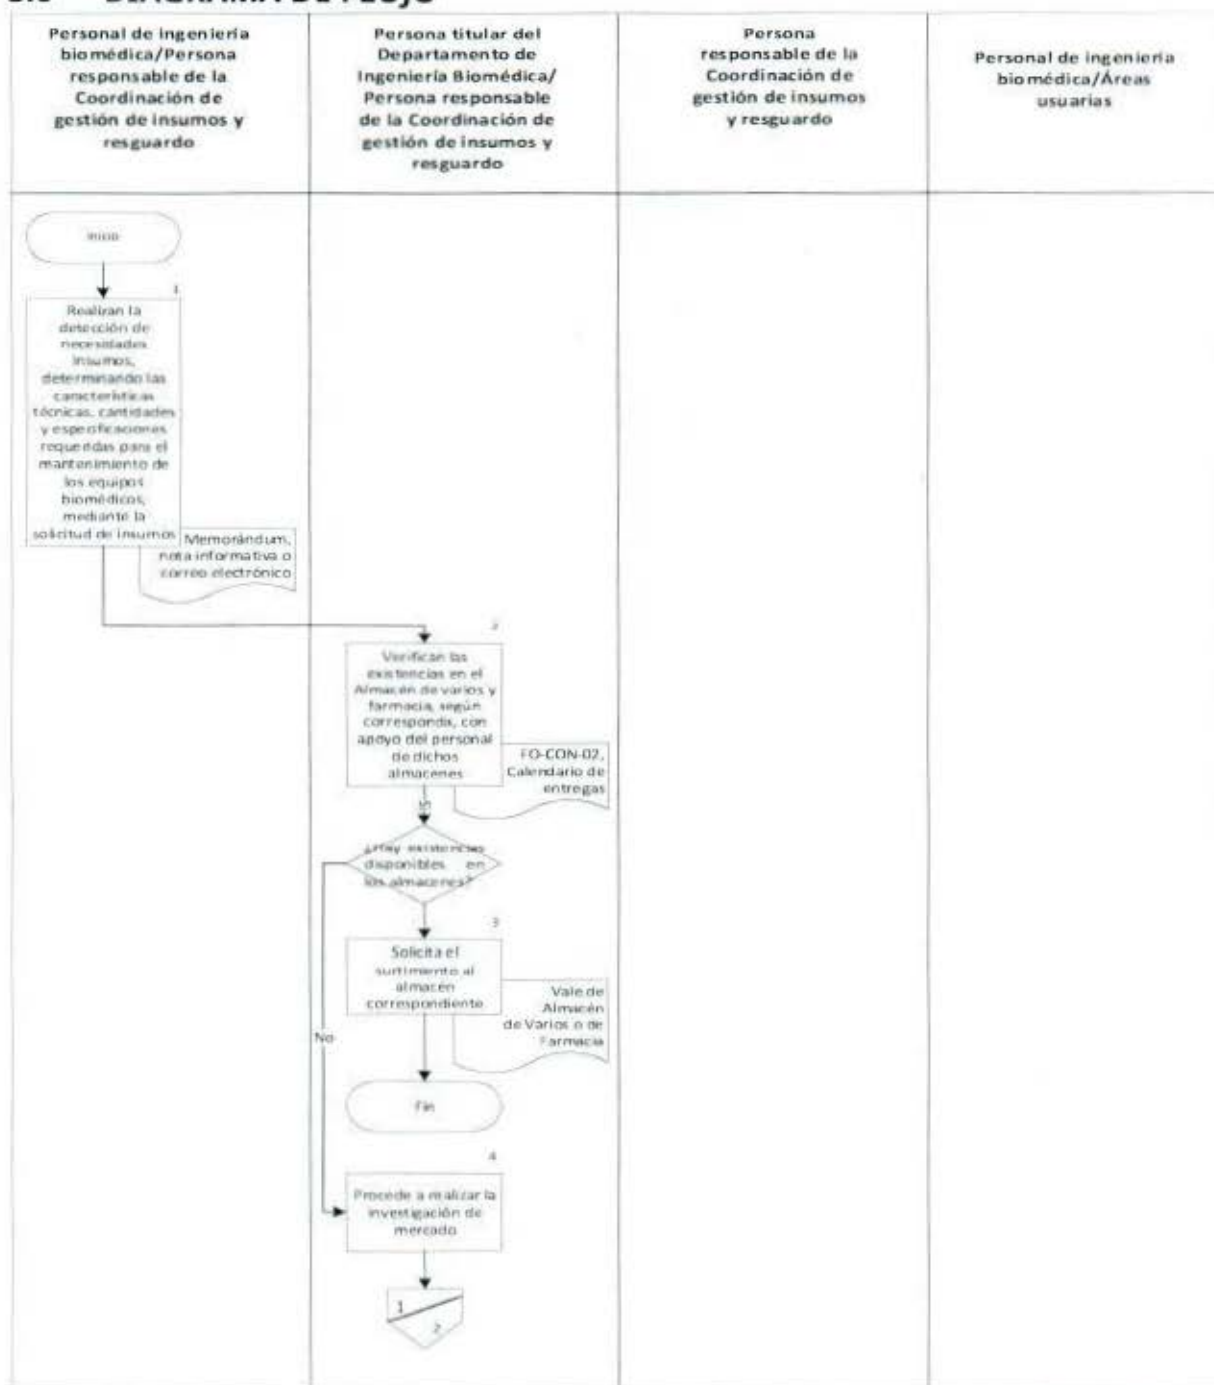 DIAGRAMA DE FLUJO
Personal de ingeniería
biomédica/Persona
responsable de la
Coordinación de
gestión de insumos y
resguardo
Persona titular del
Departamento de
Ingeniería Biomédica/
Persona responsable
de la Coordinación de
gestión de insumos y
resguardo
Persona
responsable de la
Coordinación de
gestión de insumos
y resguardo
Personal de ingeniería
biomédica/Áreas
usuarias
Inicio
1
Realizan la
detección de
necesidades
insumos,
determinando las
características
técnicas, cantidades
y especificaciones
requeridas para el
mantenimiento de
los equipos
biomédicos,
mediante la
solicitud de insumos
Memorándum,
nota informativa o
correo electrónico
2
Verifican las
existencias en el
Almacén de varios y
farmacia, según
corresponda, con
apoyo del personal
de dichos
almacenes
FO-CON-02,
Calendario de
entregas
SI
¿Hay existencias
disponibles en
los almacenes?
3
Solicita el
surtimiento al
almacén
correspondiente
Vale de
Almacén
de Varios o de
Farmacia
No
Fin
4
Procede a realizar la
investigación de
mercado
1
2